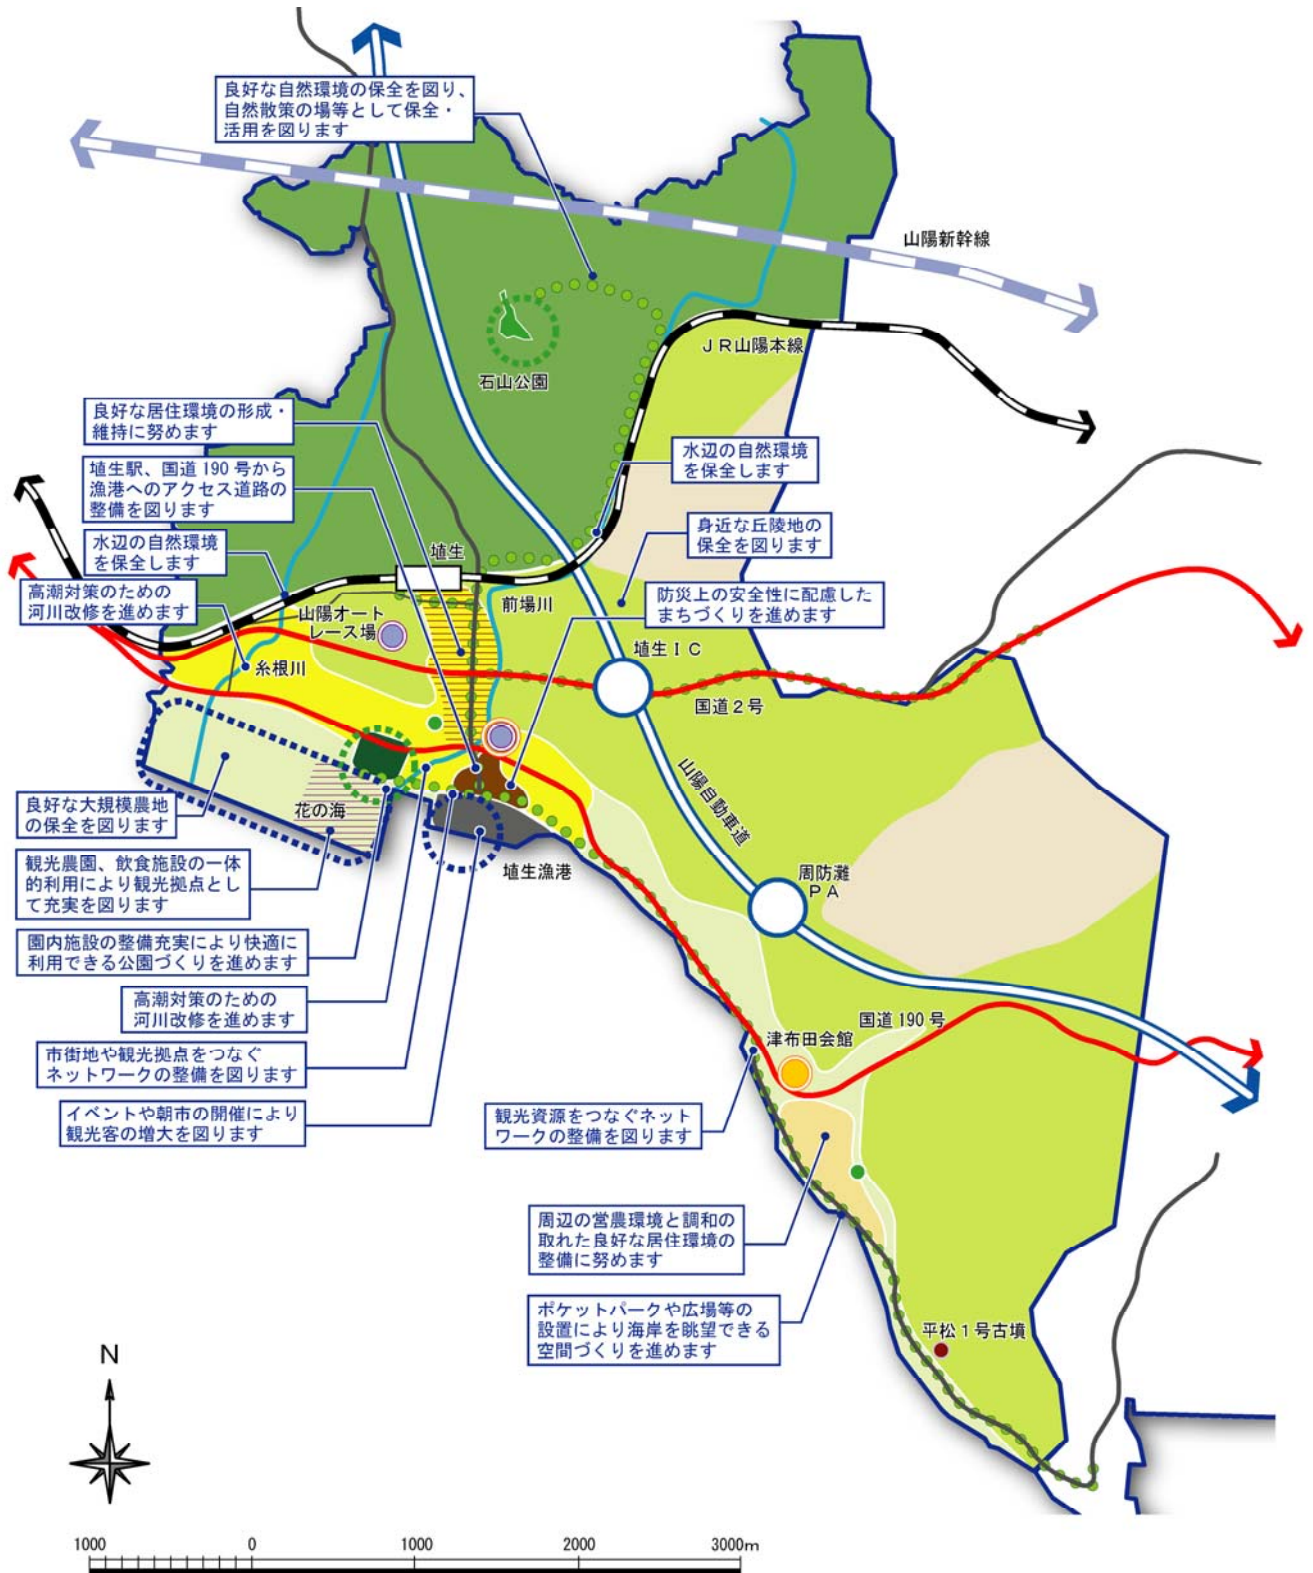 良好な自然環境の保全を図り、
自然散策の場等として保全・
活用を図ります
山陽新幹線
JR山陽本線
石山公園
良好な居住環境の形成・
維持に努めます
水辺の自然環境
を保全します
埴生駅、国道190号から
漁港へのアクセス道路の
整備を図ります
身近な丘陵地の
保全を図ります
水辺の自然環境
を保全します
埴生
高潮対策のための
河川改修を進めます
山陽オート
レース場
前場川
防災上の安全性に配慮した
まちづくりを進めます
埴生IC
糸根川
国道2号
山陽自動車道
良好な大規模農地
の保全を図ります
花の海
観光農園、飲食施設の一体
的利用により観光拠点とし
て充実を図ります
埴生漁港
周防灘
PA
園内施設の整備充実により快適に
利用できる公園づくりを進めます
高潮対策のための
河川改修を進めます
国道190号
津布田会館
市街地や観光拠点をつなぐ
ネットワークの整備を図ります
イベントや朝市の開催により
観光客の増大を図ります
観光資源をつなぐネット
ワークの整備を図ります
周辺の営農環境と調和の
取れた良好な居住環境の
整備に努めます
ポケットパークや広場等の
設置により海岸を眺望できる
空間づくりを進めます
平松1号古墳
N
1000 0 1000 2000 3000m